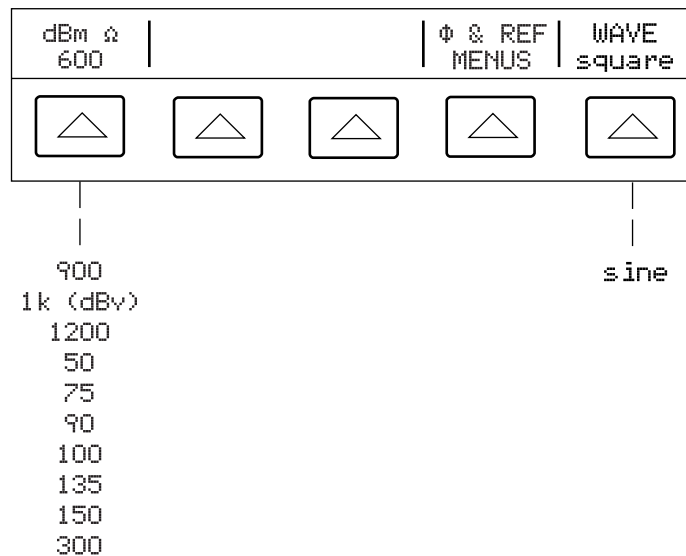 dBm Ω
600
Φ & REF
MENUS
WAVE
square
900
1k (dBv)
1200
50
75
90
100
135
150
300
sine